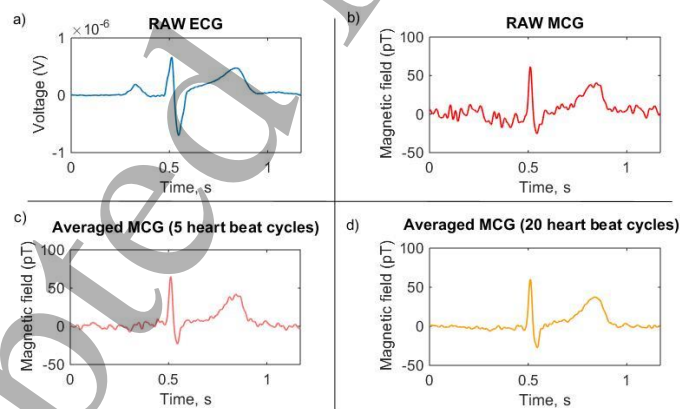 a)
RAW ECG
1 ×10⁻⁶
Voltage (V)
0
-1
0
0.5
1
Time, s
b)
RAW MCG
Magnetic field (pT)
100
50
0
-50
0
0.5
1
Time, s
c)
Averaged MCG (5 heart beat cycles)
Magnetic field (pT)
100
50
0
-50
0
0.5
1
Time, s
d)
Averaged MCG (20 heart beat cycles)
Magnetic field (pT)
100
50
0
-50
0
0.5
1
Time, s
pted